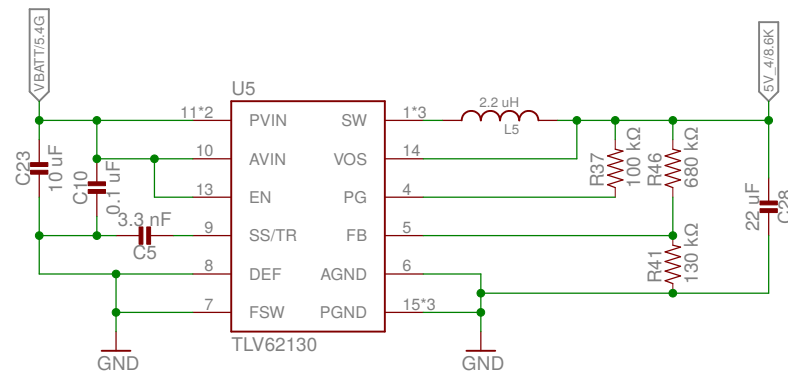 VBATT/5.4G
5V_4/8.6K
U5
11*2 PVIN SW 1*3
2.2 uH
L5
10 AVIN VOS 14
13 EN PG 4
9 SS/TR FB 5
8 DEF AGND 6
7 FSW PGND 15*3
TLV62130
C23
10 uF
C10
0.1 uF
3.3 nF
C5
R37
100 kΩ
R46
680 kΩ
R41
130 kΩ
22 uF
C28
GND
GND